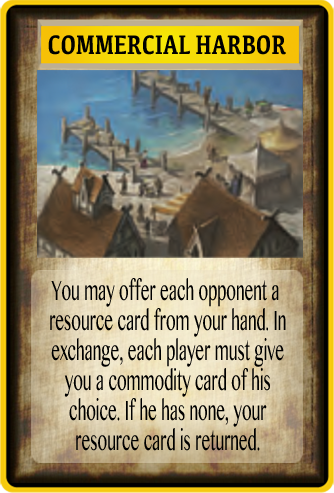 COMMERCIAL HARBOR
You may offer each opponent a
resource card from your hand. In
exchange, each player must give
you a commodity card of his
choice. If he has none, your
resource card is returned.